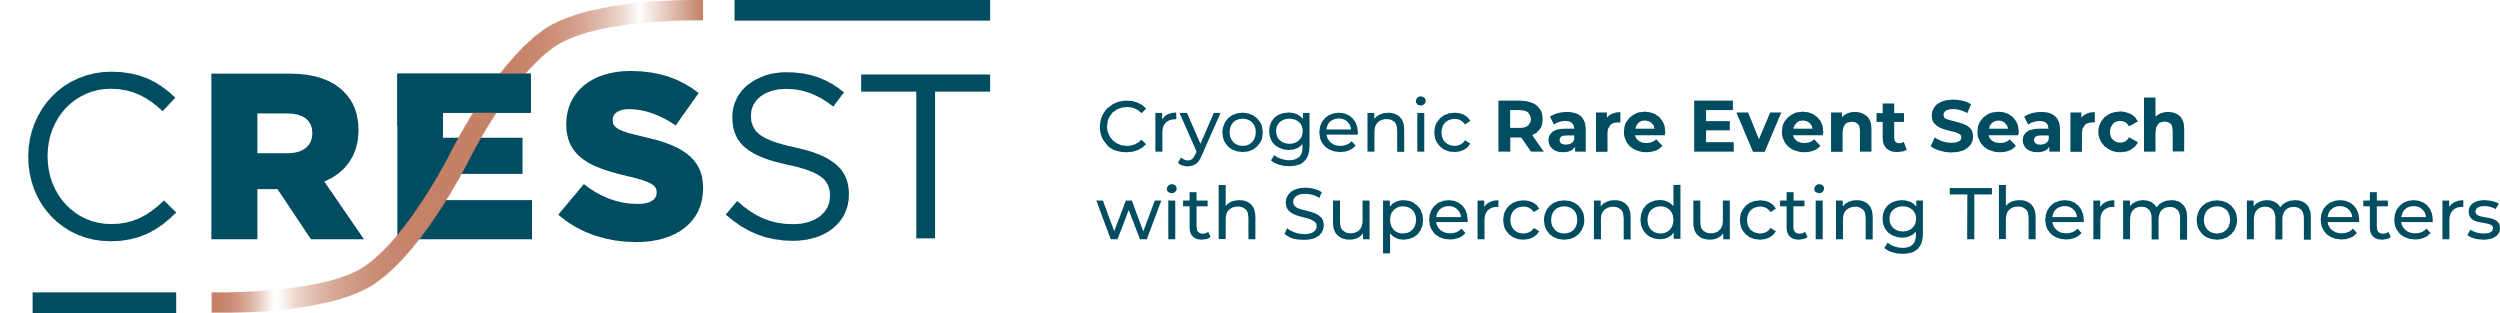 CRESST
Cryogenic Rare Event Search
with Superconducting Thermometers